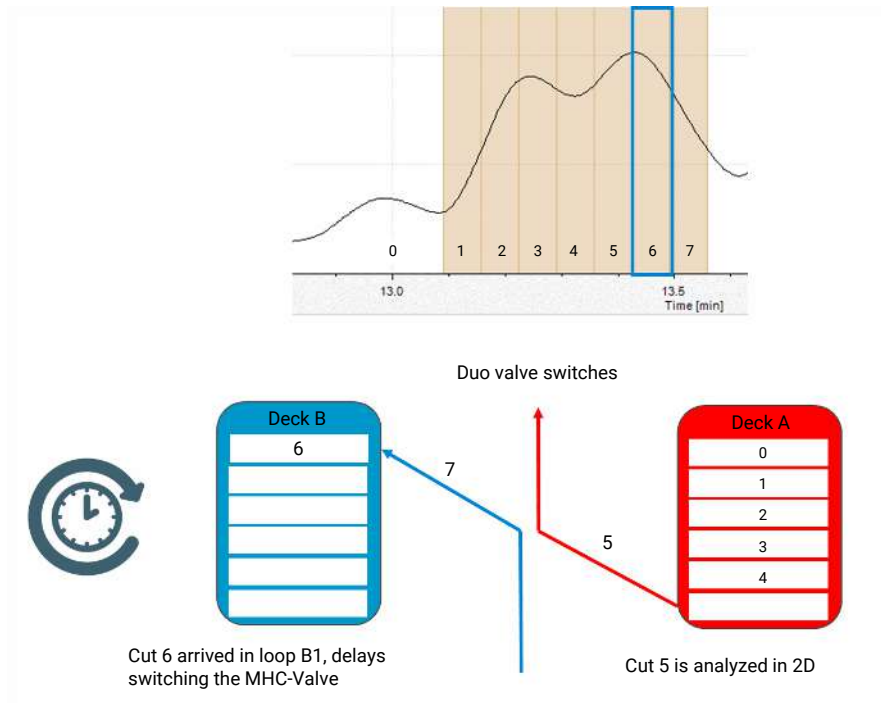 0
1
2
3
4
5
6
7
13.0
13.5
Time [min]
Duo valve switches
Deck B
6
7
5
Deck A
0
1
2
3
4
Cut 6 arrived in loop B1, delays
switching the MHC-Valve
Cut 5 is analyzed in 2D